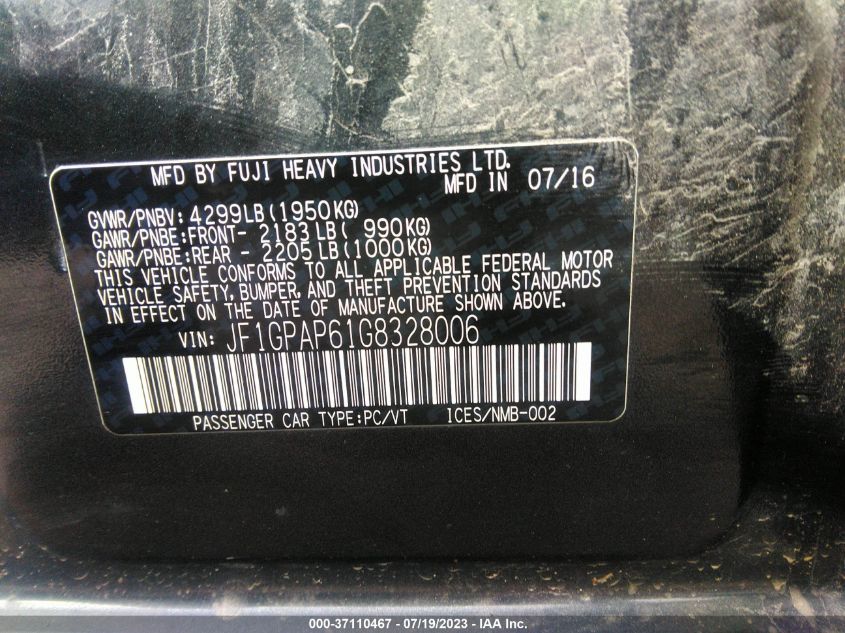 MFD BY FUJI HEAVY INDUSTRIES LTD.
MFD IN 07/16
GVWR/PNBV: 4299LB(1950KG)
GAWR/PNBE:FRONT- 2183LB( 990KG)
GAWR/PNBE:REAR - 2205LB(1000KG)
THIS VEHICLE CONFORMS TO ALL APPLICABLE FEDERAL MOTOR
VEHICLE SAFETY, BUMPER, AND THEFT PREVENTION STANDARDS
IN EFFECT ON THE DATE OF MANUFACTURE SHOWN ABOVE.
VIN: JF1GPAP61G8328006
PASSENGER CAR TYPE:PC/VT ICES/NMB-002
000-37110467 - 07/19/2023 - IAA Inc.